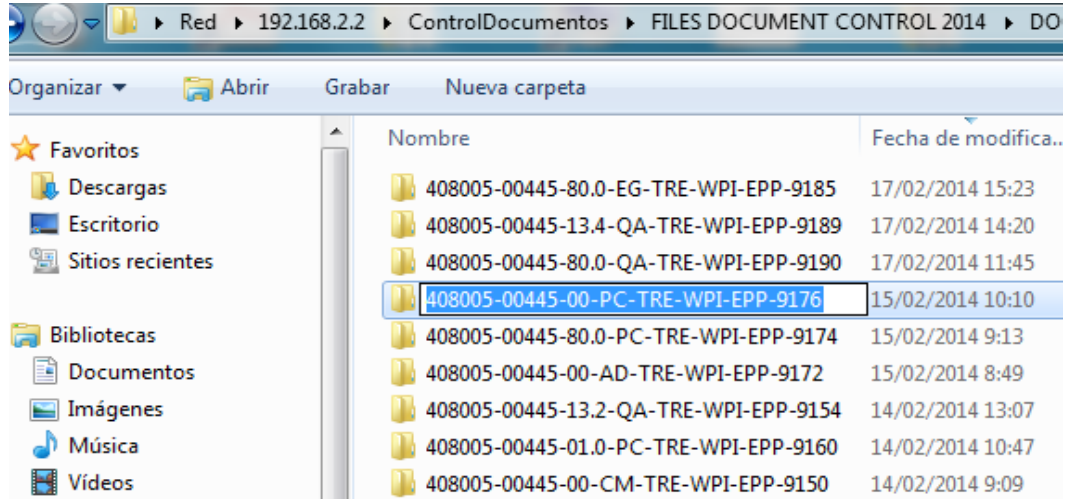 Red ▸ 192.168.2.2 ▸ ControlDocumentos ▸ FILES DOCUMENT CONTROL 2014 ▸ DO
Organizar Abrir Grabar Nueva carpeta
Nombre Fecha de modifica...
Favoritos
Descargas
Escritorio
Sitios recientes
Bibliotecas
Documentos
Imágenes
Música
Vídeos
408005-00445-80.0-EG-TRE-WPI-EPP-9185 17/02/2014 15:23
408005-00445-13.4-QA-TRE-WPI-EPP-9189 17/02/2014 14:20
408005-00445-80.0-QA-TRE-WPI-EPP-9190 17/02/2014 11:45
408005-00445-00-PC-TRE-WPI-EPP-9176 15/02/2014 10:10
408005-00445-80.0-PC-TRE-WPI-EPP-9174 15/02/2014 9:13
408005-00445-00-AD-TRE-WPI-EPP-9172 15/02/2014 8:49
408005-00445-13.2-QA-TRE-WPI-EPP-9154 14/02/2014 13:07
408005-00445-01.0-PC-TRE-WPI-EPP-9160 14/02/2014 10:47
408005-00445-00-CM-TRE-WPI-EPP-9150 14/02/2014 9:09